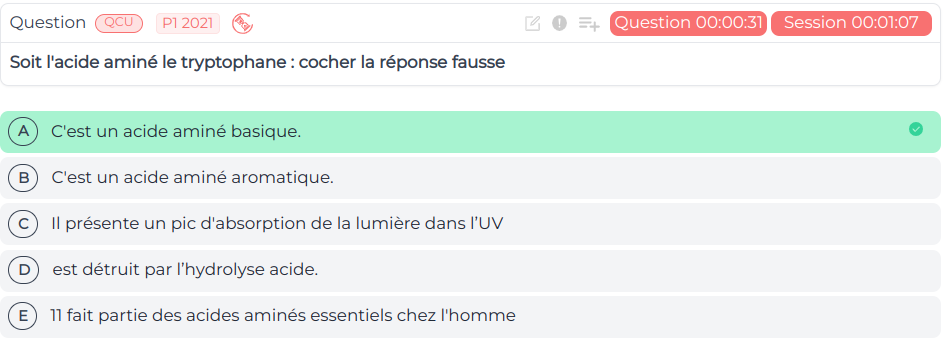 Question QCU P1 2021 Question 00:00:31 Session 00:01:07
Soit l'acide aminé le tryptophane : cocher la réponse fausse
A C'est un acide aminé basique.
B C'est un acide aminé aromatique.
C Il présente un pic d'absorption de la lumière dans l’UV
D est détruit par l’hydrolyse acide.
E 11 fait partie des acides aminés essentiels chez l'homme